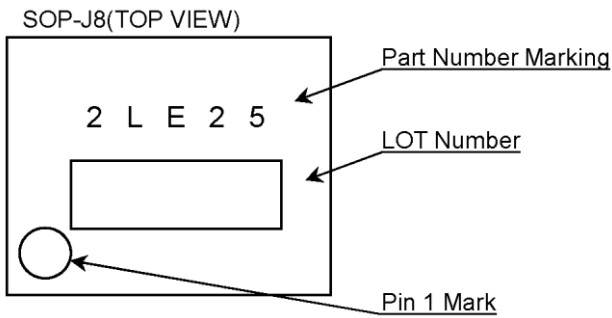 SOP-J8(TOP VIEW)
Part Number Marking
2 L E 2 5
LOT Number
Pin 1 Mark